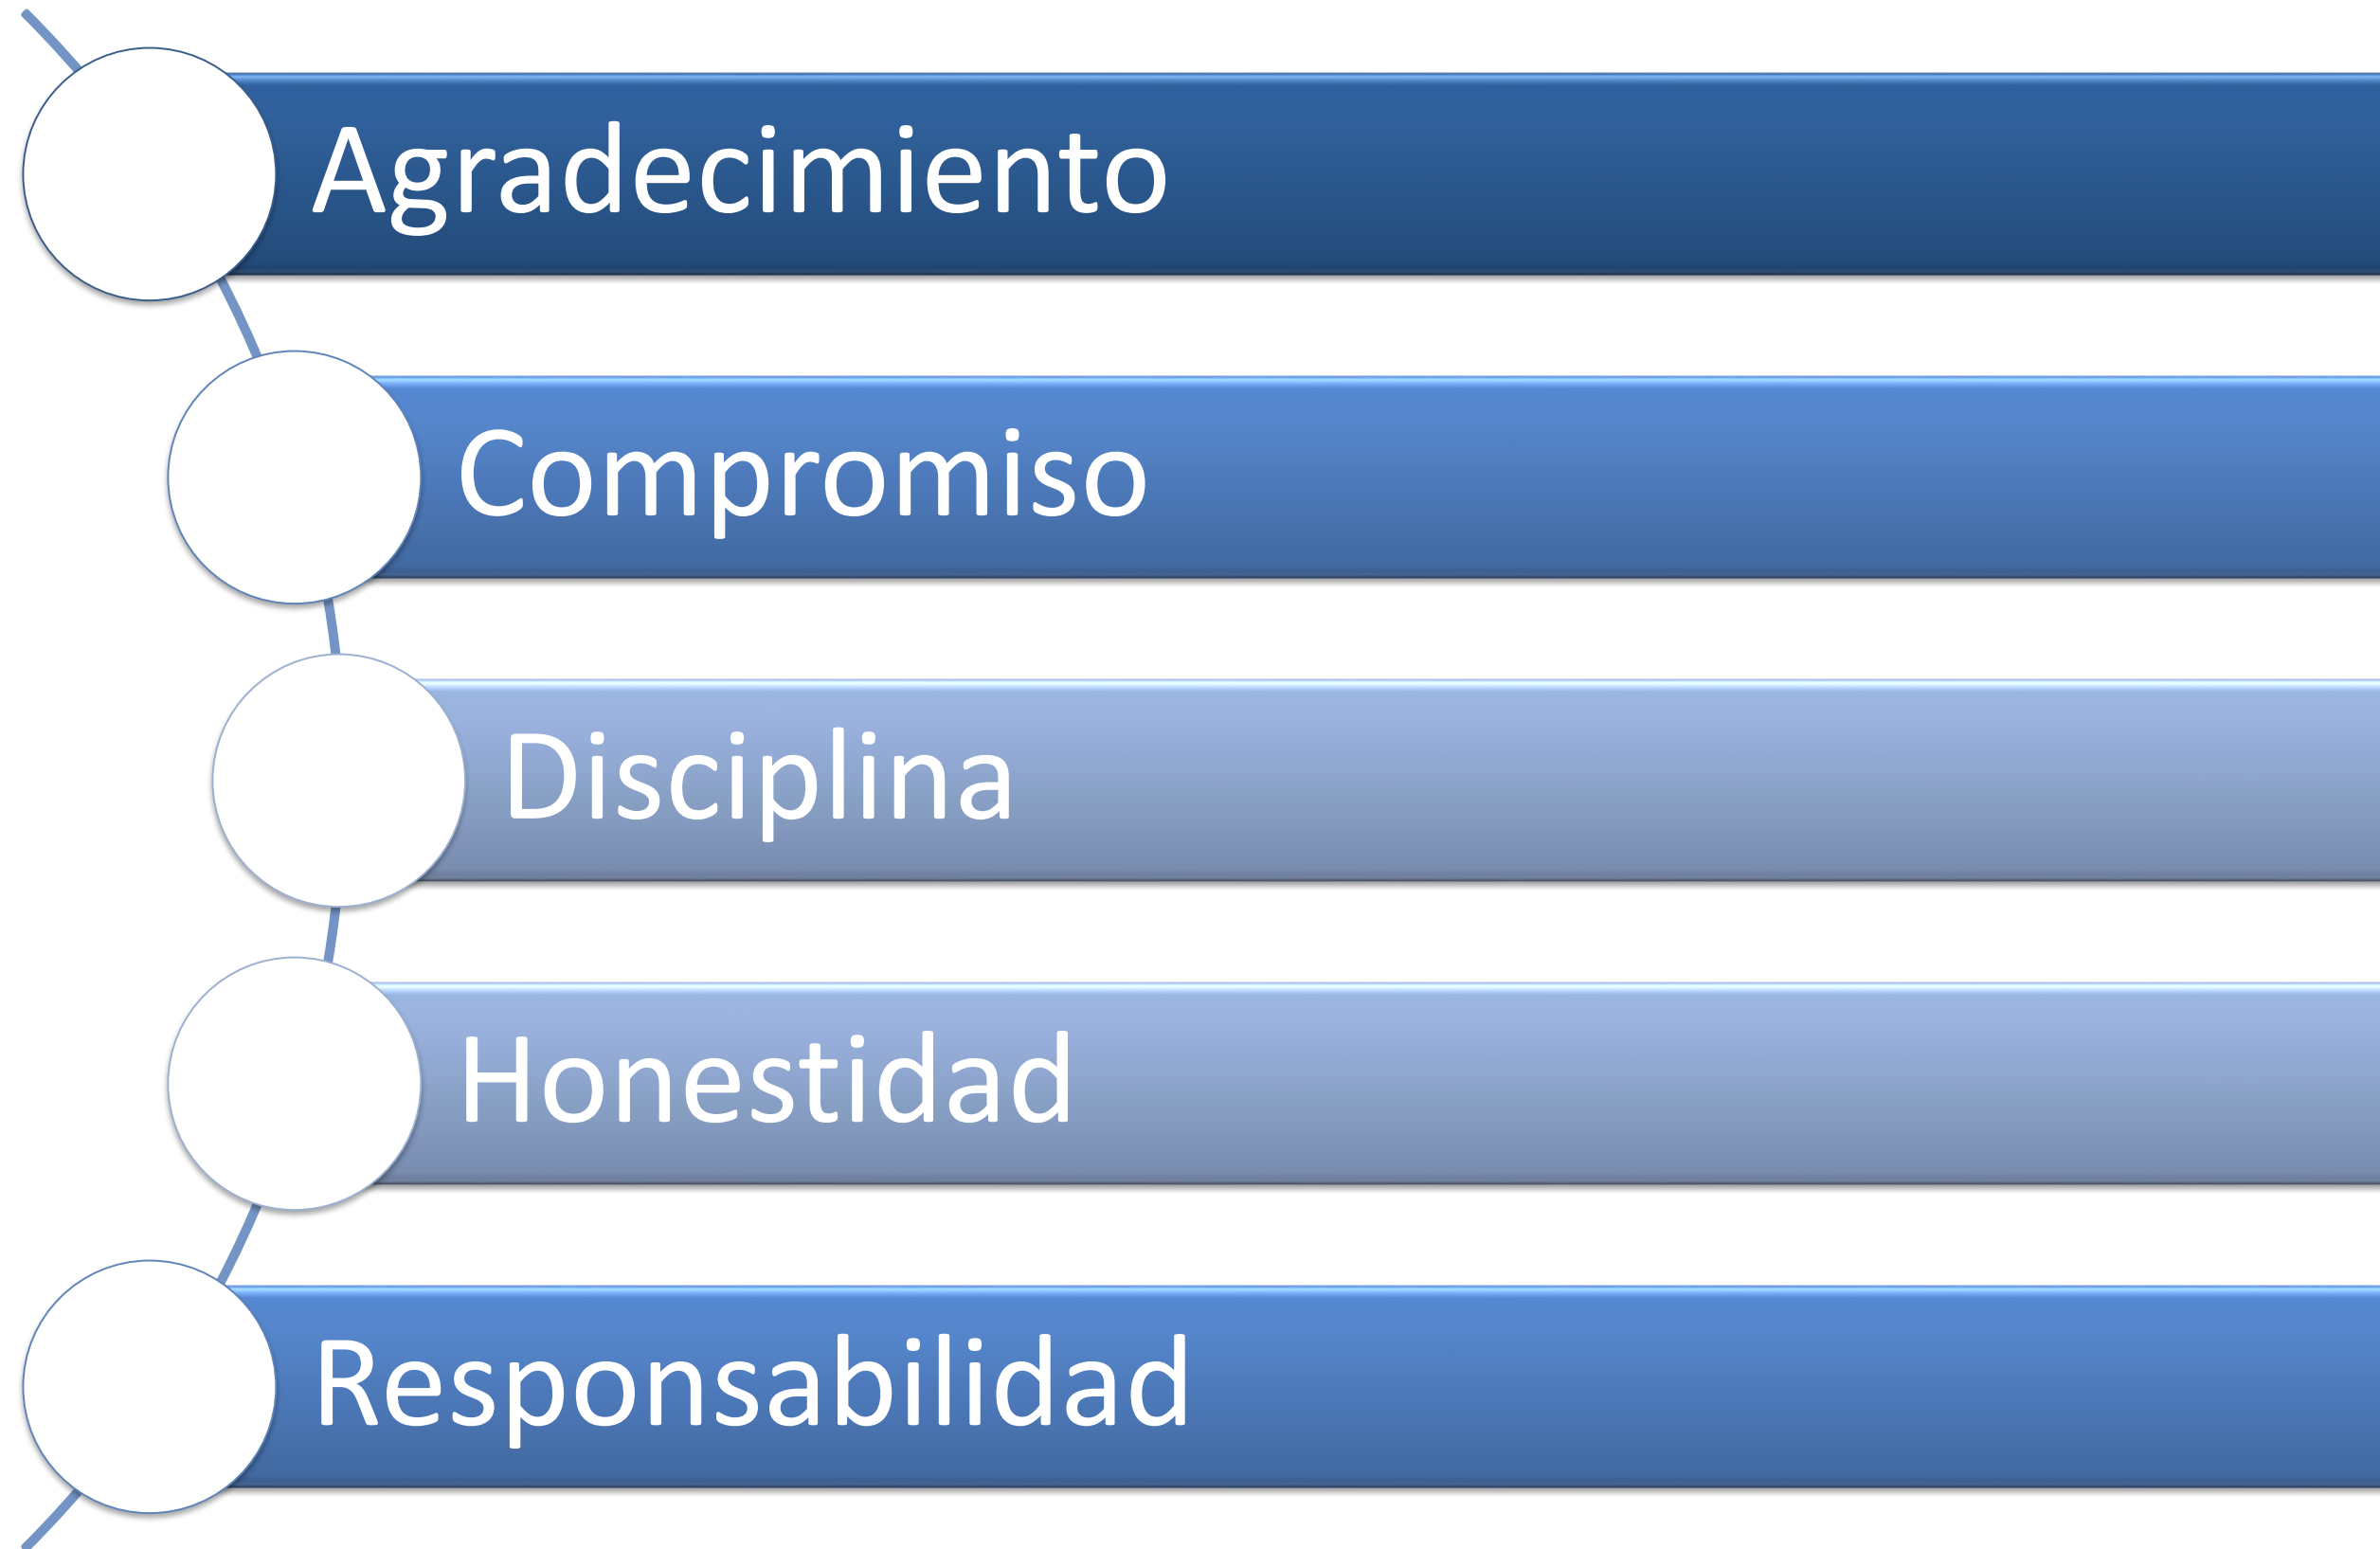 Agradecimiento
Compromiso
Disciplina
Honestidad
Responsabilidad